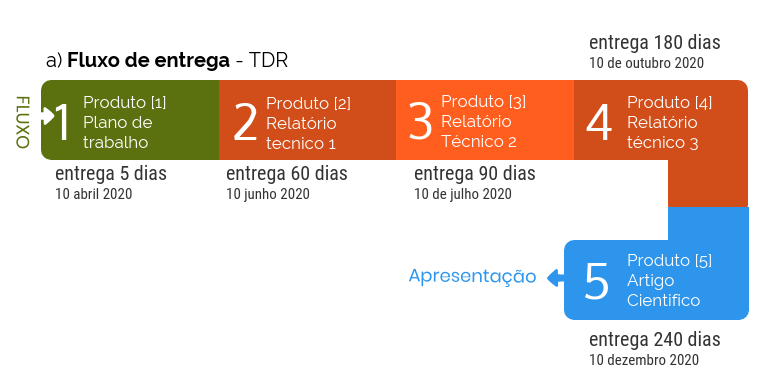 a) Fluxo de entrega - TDR
FLUXO
1
Produto [1]
Plano de
trabalho
entrega 5 dias
10 abril 2020
2
Produto [2]
Relatório
tecnico 1
entrega 60 dias
10 junho 2020
3
Produto [3]
Relatório
Técnico 2
entrega 90 dias
10 de julho 2020
entrega 180 dias
10 de outubro 2020
4
Produto [4]
Relatório
técnico 3
5
Produto [5]
Artigo
Cientifico
entrega 240 dias
10 dezembro 2020
Apresentação